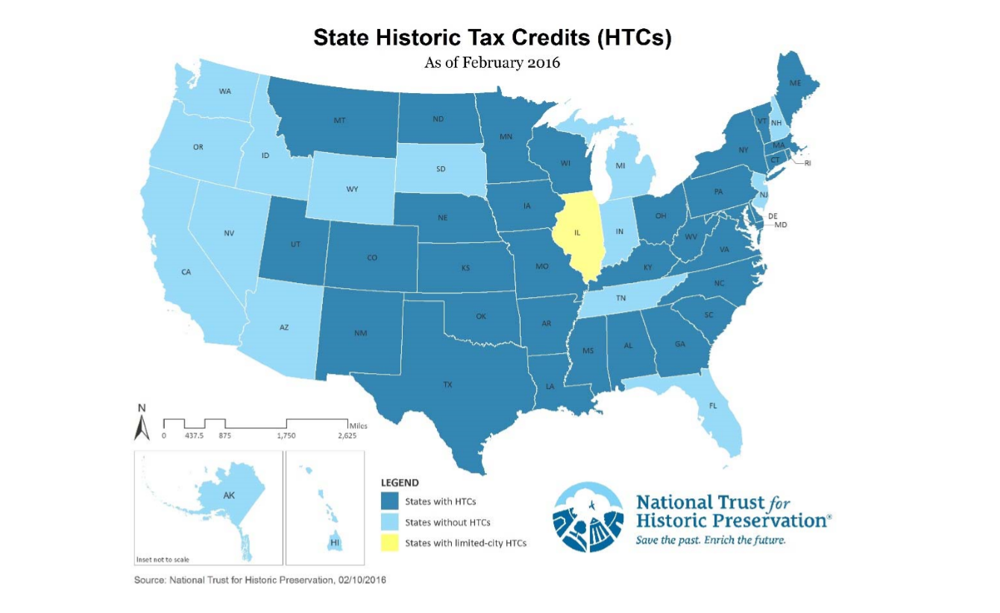 State Historic Tax Credits (HTCs)
As of February 2016
WA
MT
ND
MN
ME
OR
ID
WY
SD
WI
MI
NY
VT
NH
MA
CT
RI
NV
UT
CO
NE
IA
IL
IN
OH
PA
NJ
DE
MD
CA
KS
MO
KY
WV
VA
AZ
NM
OK
AR
TN
NC
SC
TX
LA
MS
AL
GA
FL
N
Miles
0 437.5 875 1,750 2,625
AK
HI
Inset not to scale
LEGEND
States with HTCs
States without HTCs
States with limited-city HTCs
National Trust for
Historic Preservation®
Save the past. Enrich the future.
Source: National Trust for Historic Preservation, 02/10/2016